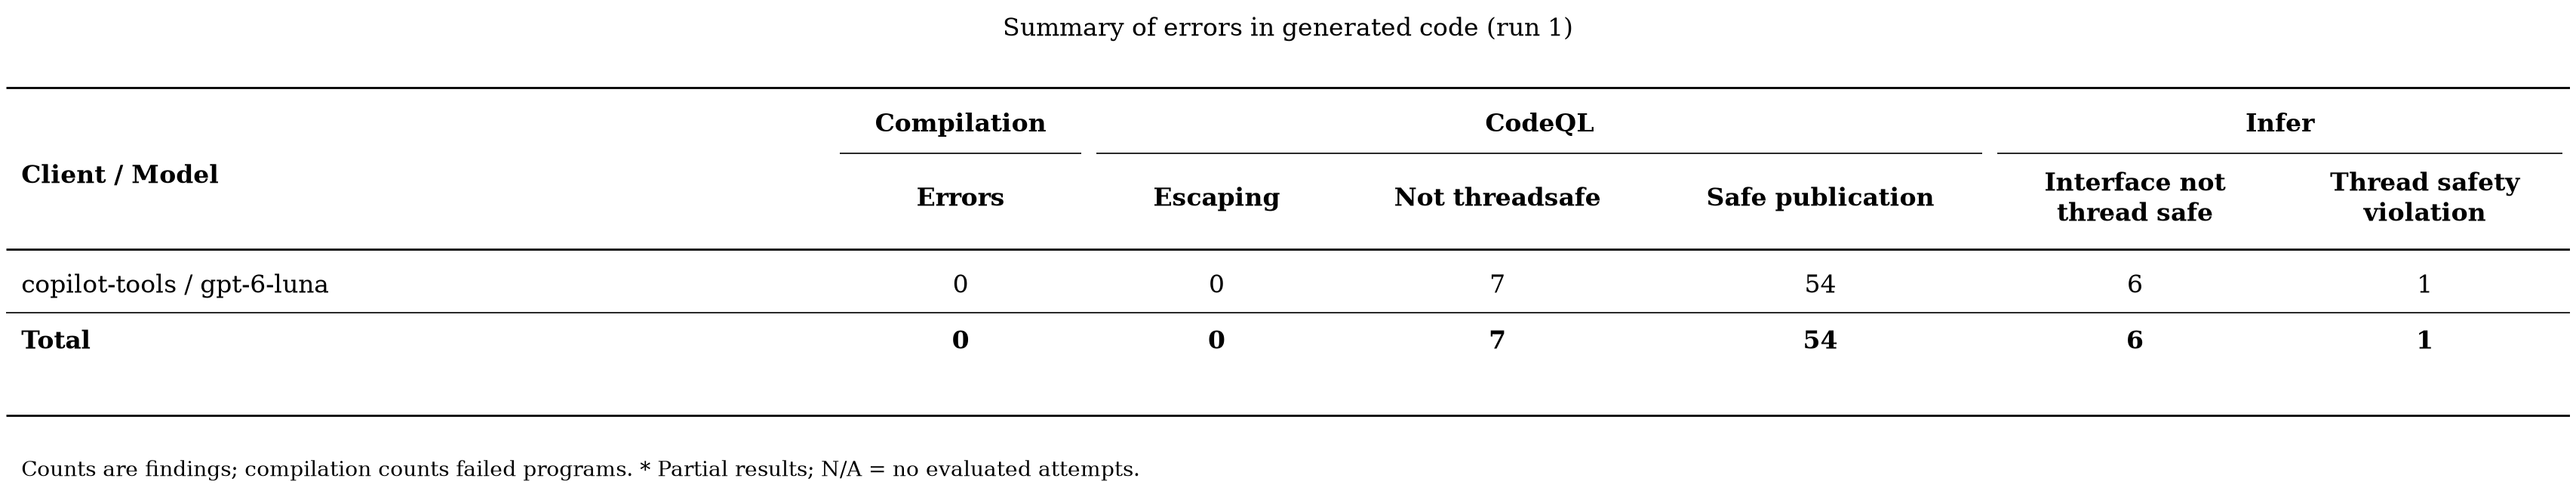 Summary of errors in generated code (run 1)
Compilation CodeQL Infer
Client / Model
Errors Escaping Not threadsafe Safe publication Interface not thread safe Thread safety violation
copilot-tools / gpt-6-luna 0 0 7 54 6 1
Total 0 0 7 54 6 1
Counts are findings; compilation counts failed programs. * Partial results; N/A = no evaluated attempts.